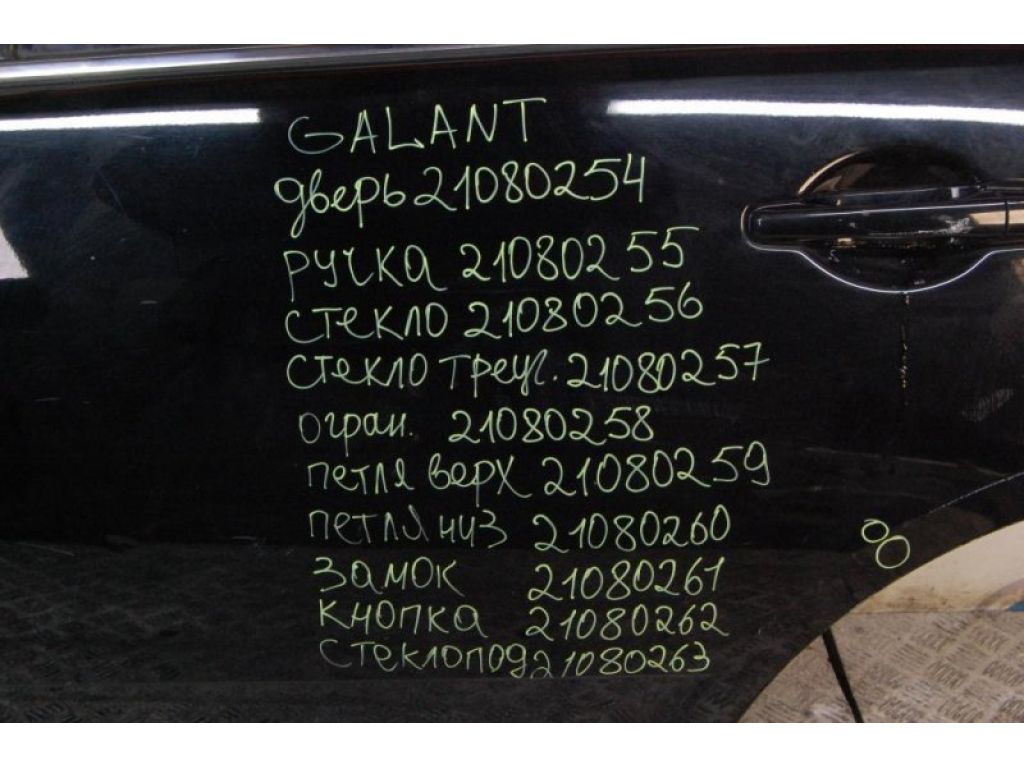 GALANT
дверь 21080254
ручка 21080255
стекло 21080256
стекло треуг. 21080257
огран. 21080258
петля верх 21080259
петля низ 21080260
замок 21080261
кнопка 21080262
стеклопод 21080263